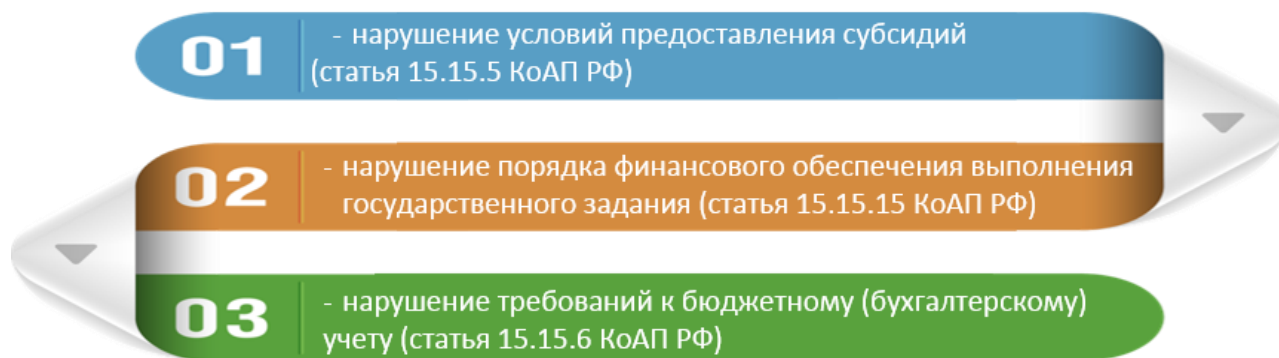 01
- нарушение условий предоставления субсидий
(статья 15.15.5 КоАП РФ)
02
- нарушение порядка финансового обеспечения выполнения
государственного задания (статья 15.15.15 КоАП РФ)
03
- нарушение требований к бюджетному (бухгалтерскому)
учету (статья 15.15.6 КоАП РФ)